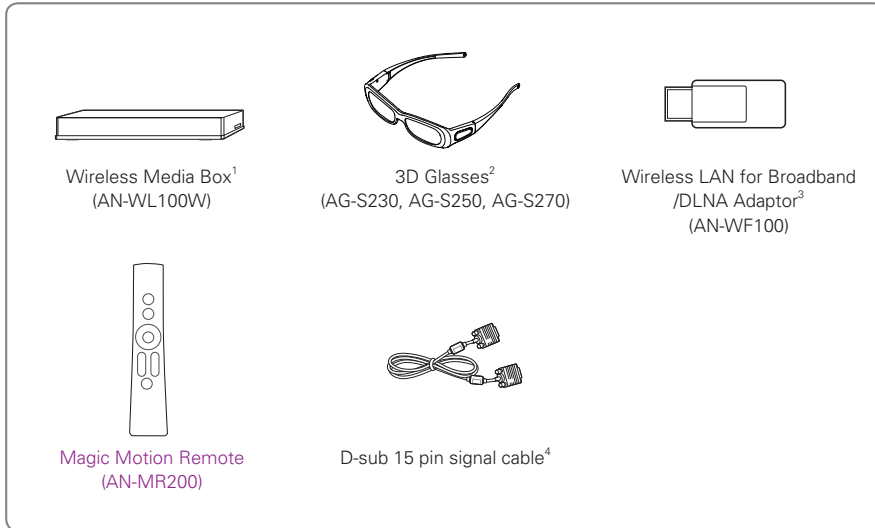 Wireless Media Box¹
(AN-WL100W)
3D Glasses²
(AG-S230, AG-S250, AG-S270)
Wireless LAN for Broadband
/DLNA Adaptor³
(AN-WF100)
Magic Motion Remote
(AN-MR200)
D-sub 15 pin signal cable⁴